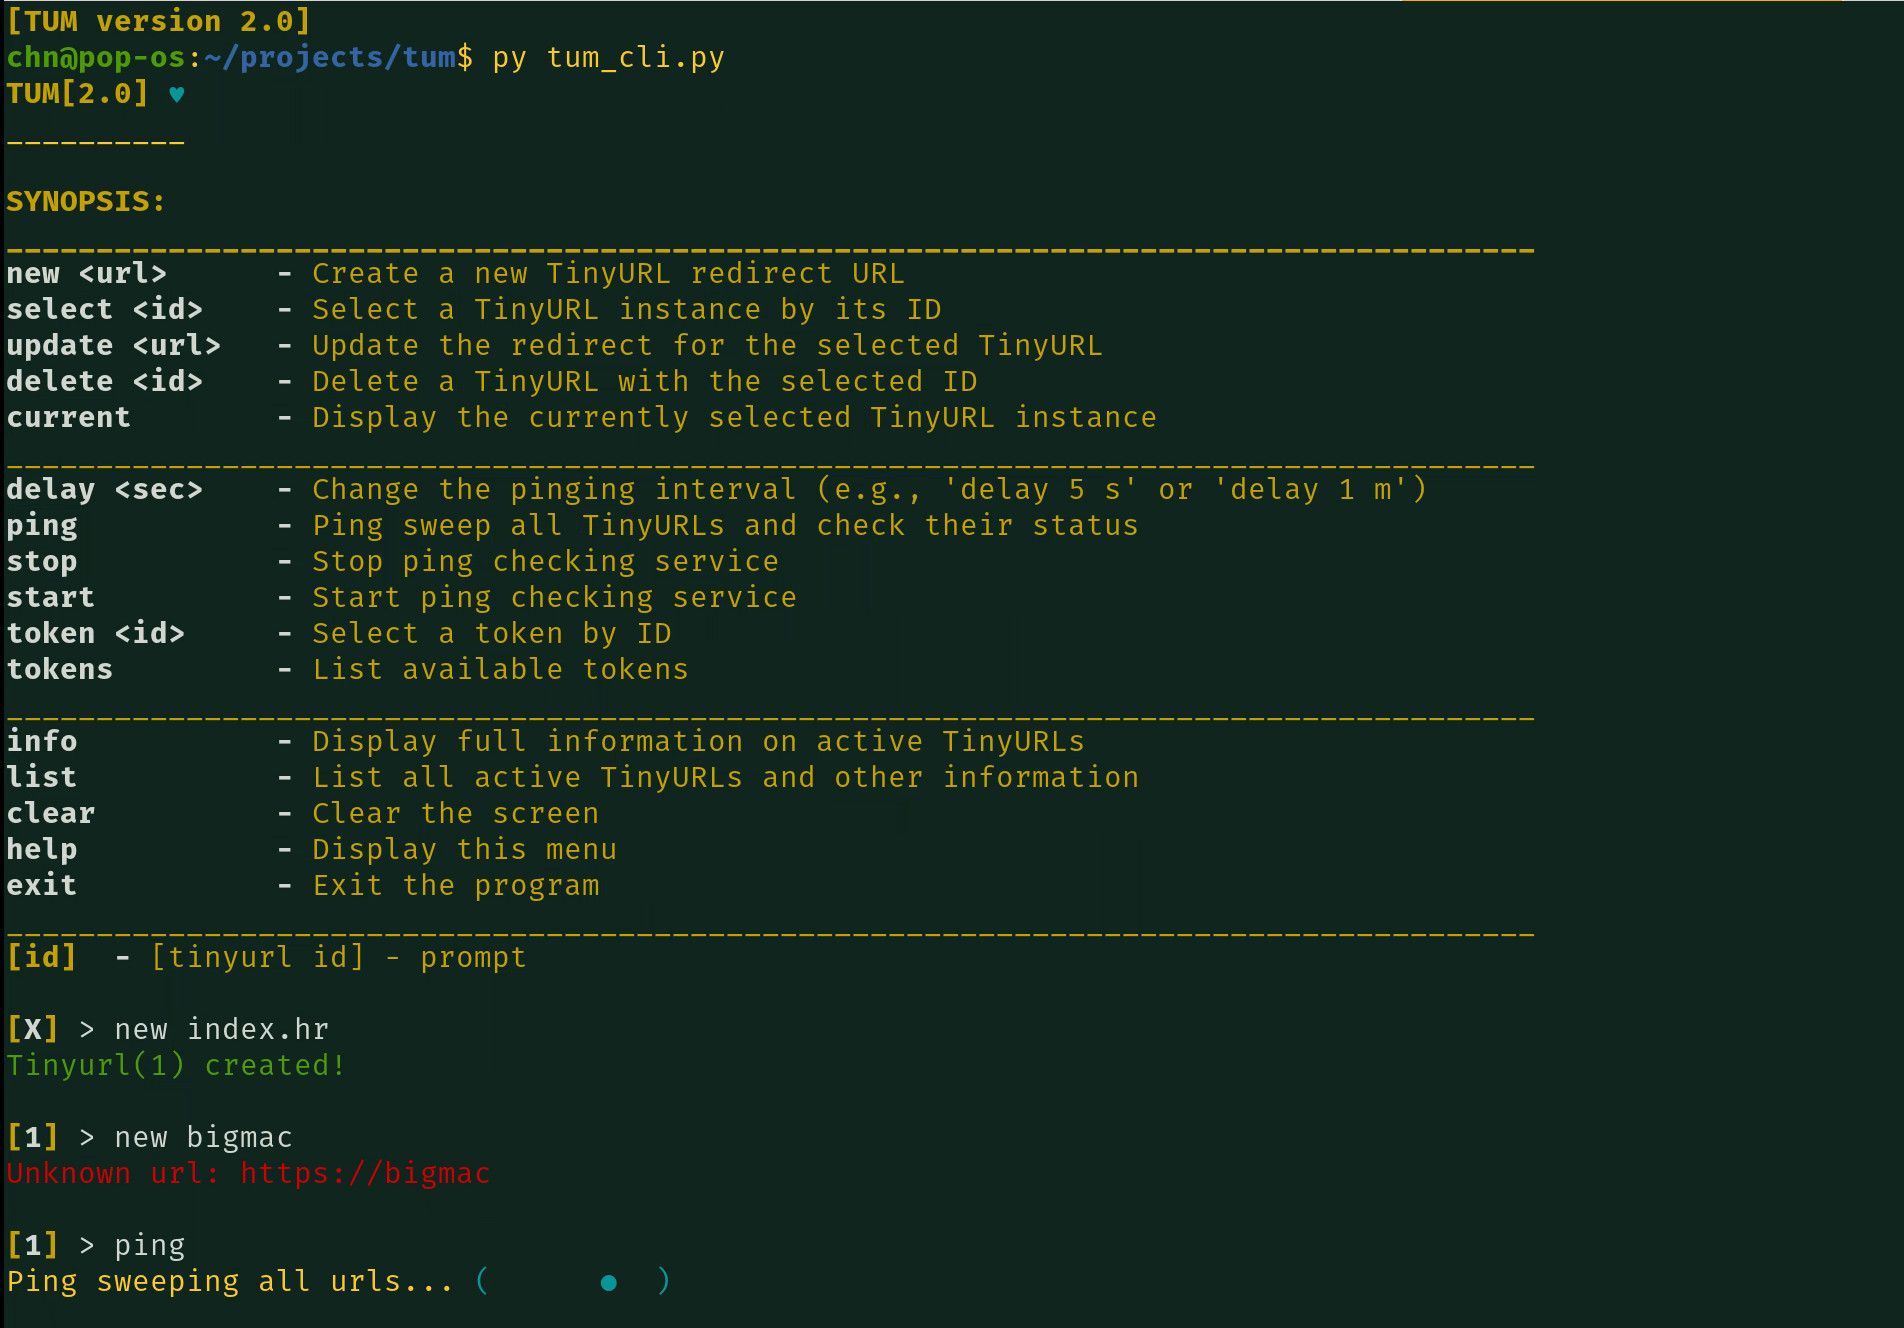 [TUM version 2.0]
chn@pop-os:~/projects/tum$ py tum_cli.py
TUM[2.0] ♥
----------
SYNOPSIS:
_____________________________________________________________________________________
new <url>      - Create a new TinyURL redirect URL
select <id>    - Select a TinyURL instance by its ID
update <url>   - Update the redirect for the selected TinyURL
delete <id>    - Delete a TinyURL with the selected ID
current        - Display the currently selected TinyURL instance
_____________________________________________________________________________________
delay <sec>    - Change the pinging interval (e.g., 'delay 5 s' or 'delay 1 m')
ping           - Ping sweep all TinyURLs and check their status
stop           - Stop ping checking service
start          - Start ping checking service
token <id>     - Select a token by ID
tokens         - List available tokens
_____________________________________________________________________________________
info           - Display full information on active TinyURLs
list           - List all active TinyURLs and other information
clear          - Clear the screen
help           - Display this menu
exit           - Exit the program
_____________________________________________________________________________________
[id]  - [tinyurl id] - prompt
[X] > new index.hr
Tinyurl(1) created!
[1] > new bigmac
Unknown url: https://bigmac
[1] > ping
Ping sweeping all urls... (      ●  )